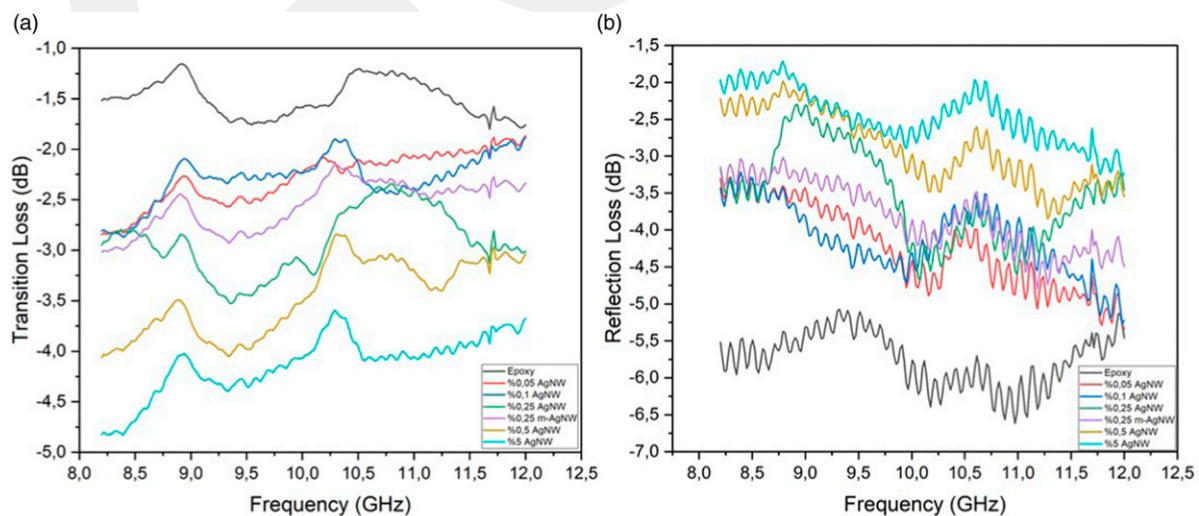 (a)
-1,0
-1,5
-2,0
-2,5
-3,0
-3,5
-4,0
-4,5
-5,0
Transition Loss (dB)
8,0 8,5 9,0 9,5 10,0 10,5 11,0 11,5 12,0 12,5
Frequency (GHz)
Epoxy
%0,05 AgNW
%0,1 AgNW
%0,25 AgNW
%0,25 m-AgNW
%0,5 AgNW
%5 AgNW
(b)
-1,5
-2,0
-2,5
-3,0
-3,5
-4,0
-4,5
-5,0
-5,5
-6,0
-6,5
-7,0
Reflection Loss (dB)
8,0 8,5 9,0 9,5 10,0 10,5 11,0 11,5 12,0 12,5
Frequency (GHz)
Epoxy
%0,05 AgNW
%0,1 AgNW
%0,25 AgNW
%0,25 m-AgNW
%0,5 AgNW
%5 AgNW